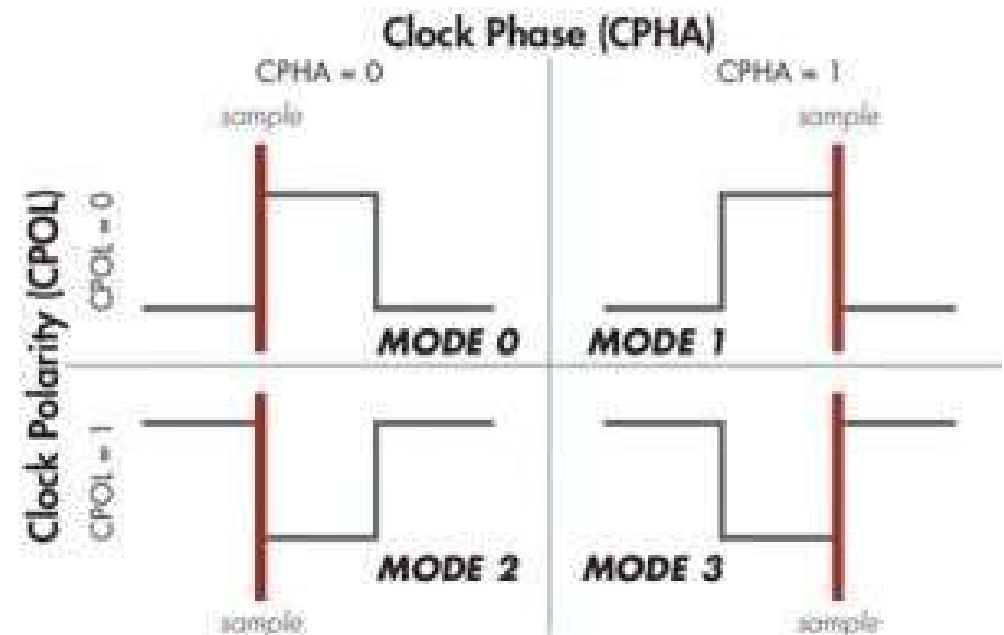 Clock Phase (CPHA)
CPHA = 0
CPHA = 1
sample
sample
Clock Polarity (CPOL)
CPOL = 0
MODE 0
MODE 1
CPOL = 1
MODE 2
MODE 3
sample
sample